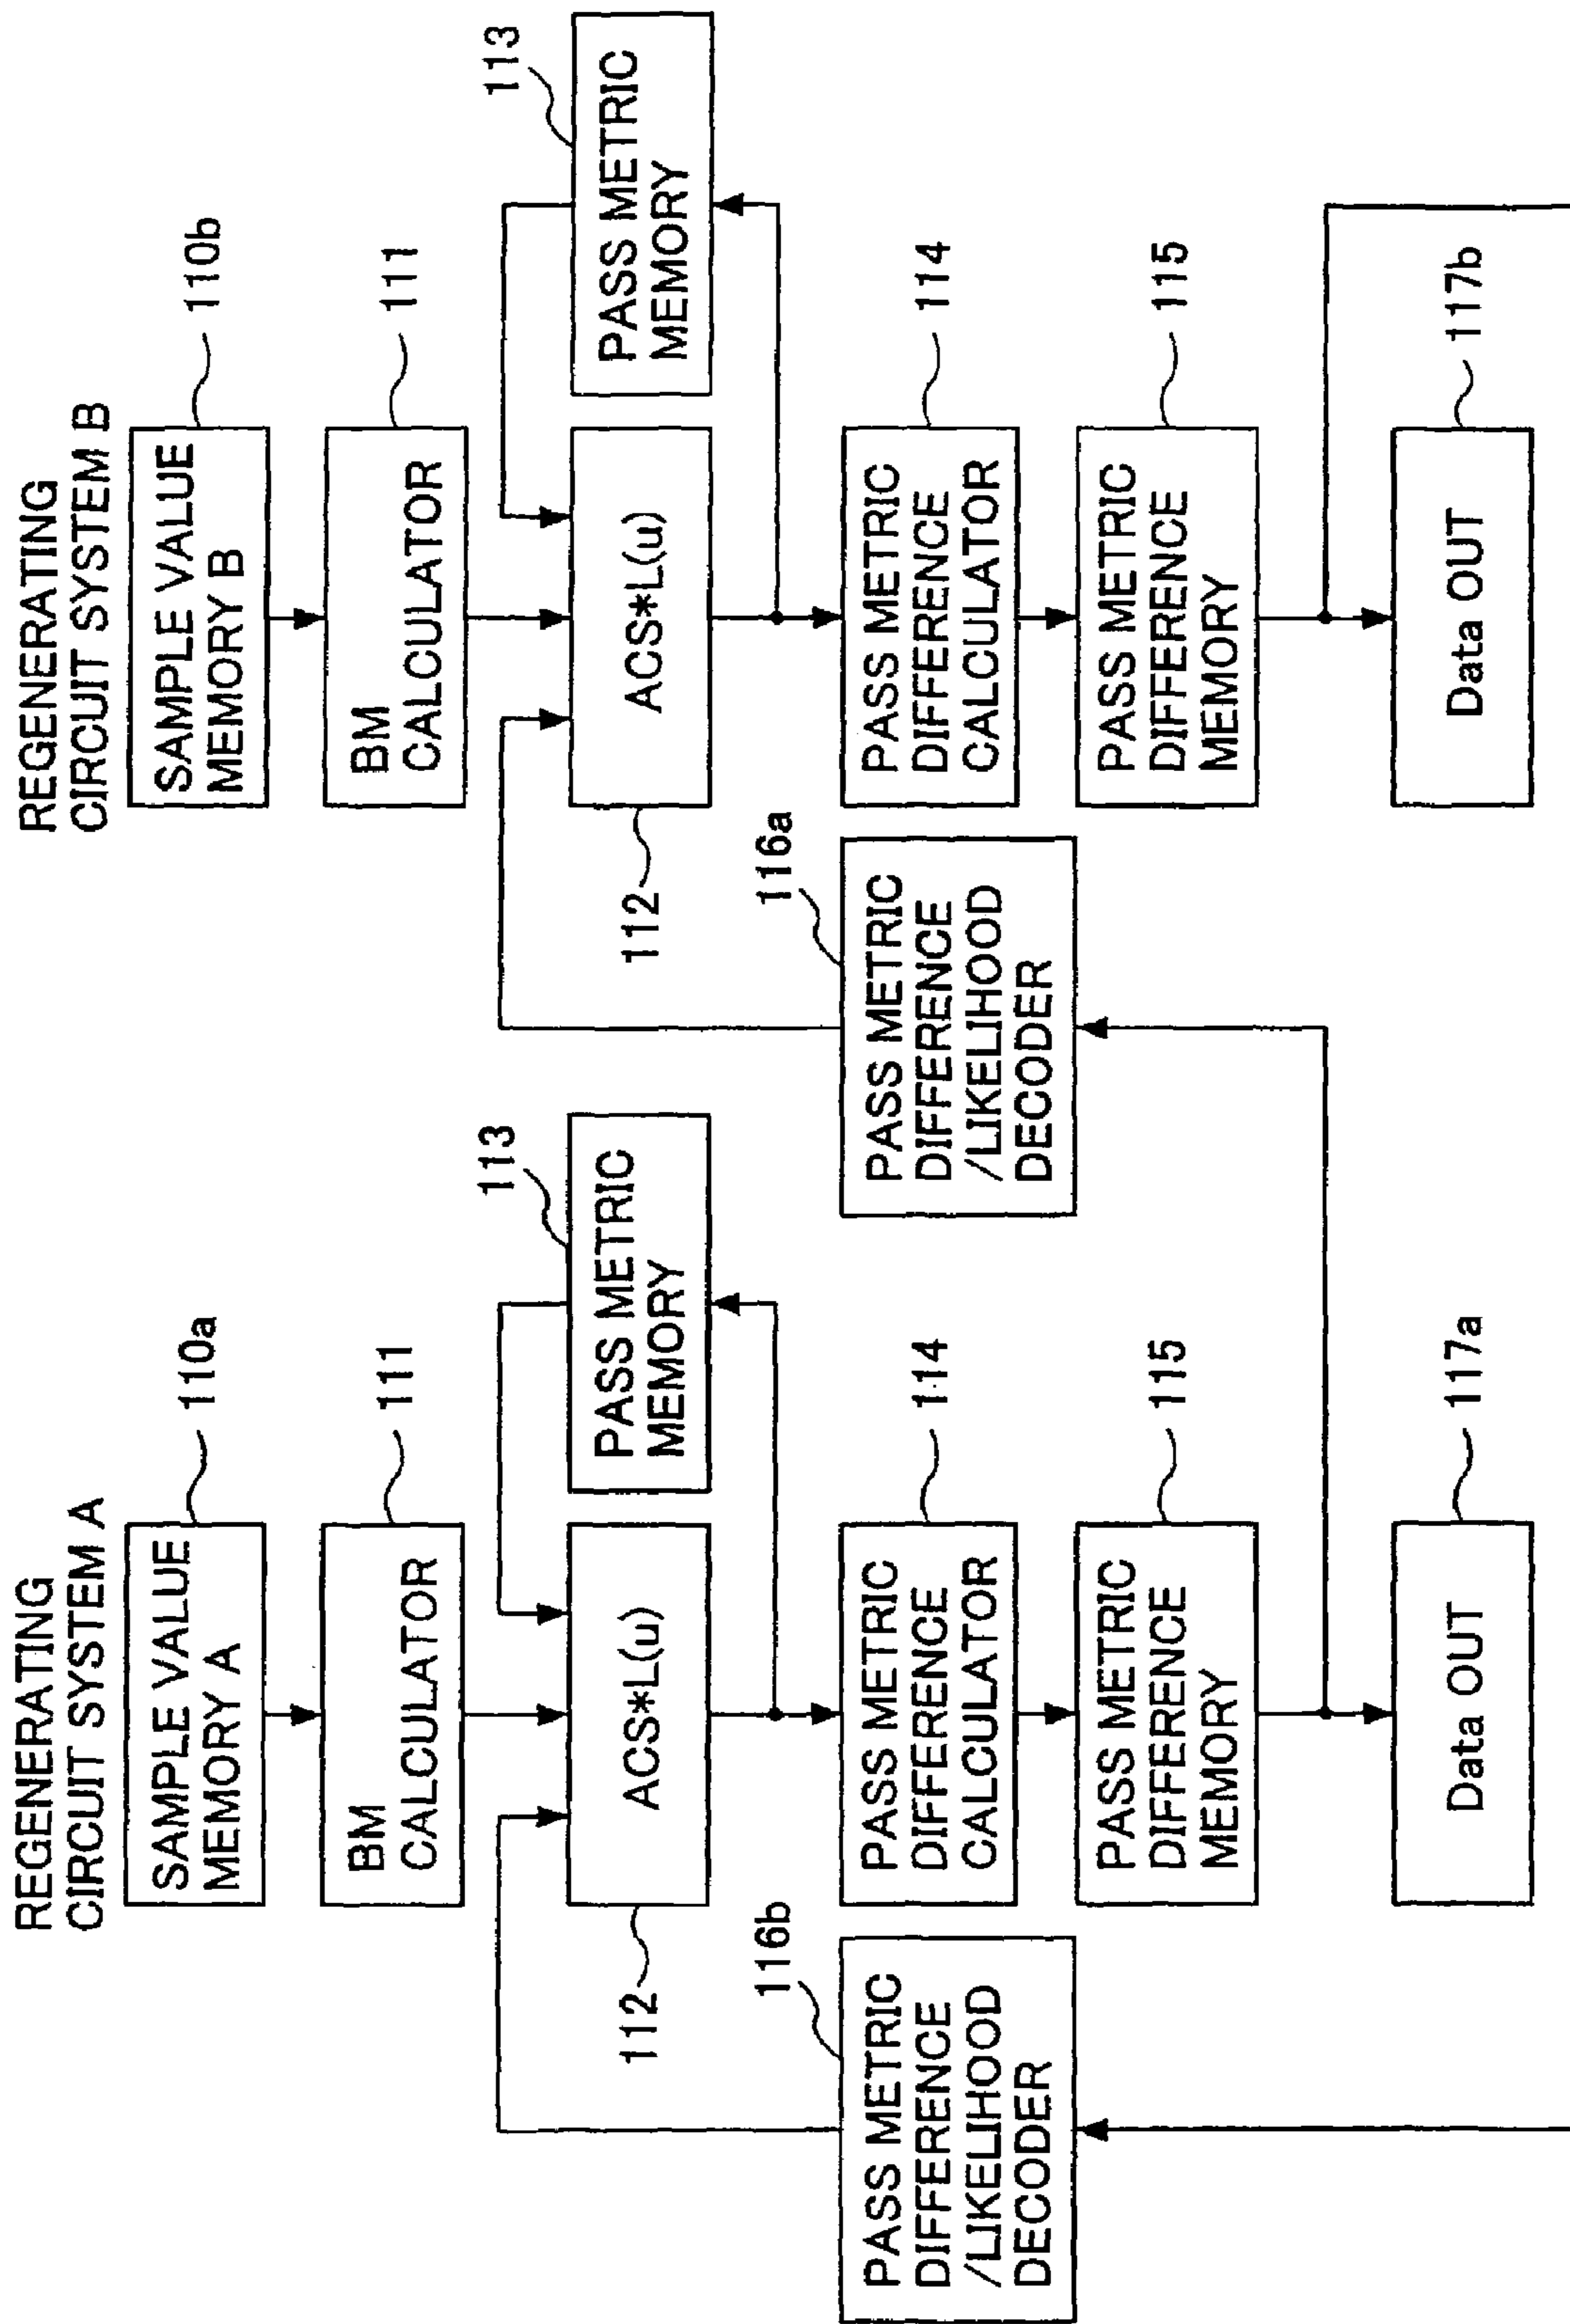 REGENERATING
CIRCUIT SYSTEM A
SAMPLE VALUE
MEMORY A
110a
BM
CALCULATOR
111
ACS*L(u)
112
PASS METRIC
MEMORY
113
PASS METRIC
DIFFERENCE
CALCULATOR
114
PASS METRIC
DIFFERENCE
MEMORY
115
PASS METRIC
DIFFERENCE
/LIKELIHOOD
DECODER
116b
Data OUT
117a
REGENERATING
CIRCUIT SYSTEM B
SAMPLE VALUE
MEMORY B
110b
BM
CALCULATOR
111
ACS*L(u)
112
PASS METRIC
MEMORY
113
PASS METRIC
DIFFERENCE
/LIKELIHOOD
DECODER
116a
PASS METRIC
DIFFERENCE
CALCULATOR
114
PASS METRIC
DIFFERENCE
MEMORY
115
Data OUT
117b